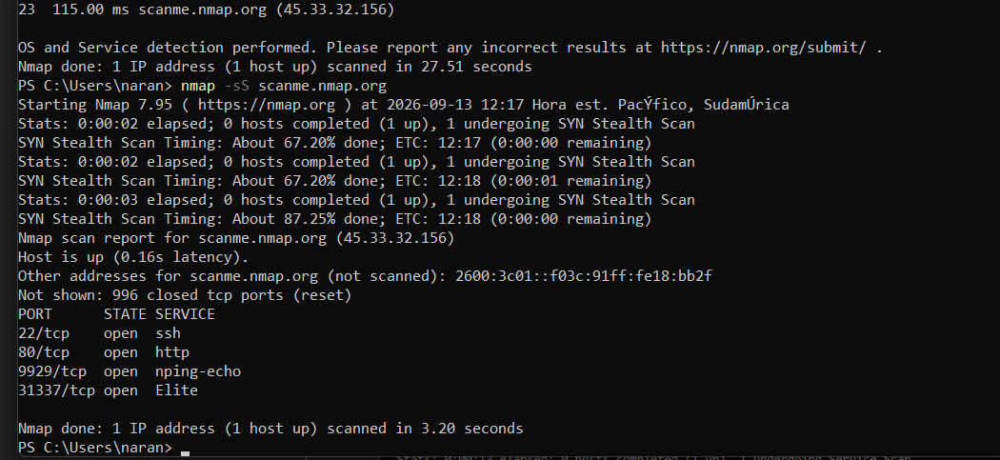 23  115.00 ms scanme.nmap.org (45.33.32.156)
OS and Service detection performed. Please report any incorrect results at https://nmap.org/submit/ .
Nmap done: 1 IP address (1 host up) scanned in 27.51 seconds
PS C:\Users\naran> nmap -sS scanme.nmap.org
Starting Nmap 7.95 ( https://nmap.org ) at 2026-09-13 12:17 Hora est. PacÝfico, SudamÚrica
Stats: 0:00:02 elapsed; 0 hosts completed (1 up), 1 undergoing SYN Stealth Scan
SYN Stealth Scan Timing: About 67.20% done; ETC: 12:17 (0:00:00 remaining)
Stats: 0:00:02 elapsed; 0 hosts completed (1 up), 1 undergoing SYN Stealth Scan
SYN Stealth Scan Timing: About 67.20% done; ETC: 12:18 (0:00:01 remaining)
Stats: 0:00:03 elapsed; 0 hosts completed (1 up), 1 undergoing SYN Stealth Scan
SYN Stealth Scan Timing: About 87.25% done; ETC: 12:18 (0:00:00 remaining)
Nmap scan report for scanme.nmap.org (45.33.32.156)
Host is up (0.16s latency).
Other addresses for scanme.nmap.org (not scanned): 2600:3c01::f03c:91ff:fe18:bb2f
Not shown: 996 closed tcp ports (reset)
PORT      STATE SERVICE
22/tcp    open  ssh
80/tcp    open  http
9929/tcp  open  nping-echo
31337/tcp open  Elite
Nmap done: 1 IP address (1 host up) scanned in 3.20 seconds
PS C:\Users\naran>